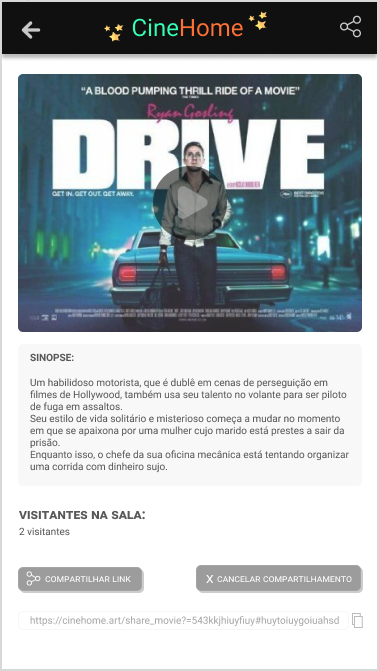 CineHome
"A BLOOD PUMPING THRILL RIDE OF A MOVIE"
Ryan Gosling
DRIVE
GET IN. GET OUT. GET AWAY.
SINOPSE:
Um habilidoso motorista, que é dublê em cenas de perseguição em
filmes de Hollywood, também usa seu talento no volante para ser piloto
de fuga em assaltos.
Seu estilo de vida solitário e misterioso começa a mudar no momento
em que se apaixona por uma mulher cujo marido está prestes a sair da
prisão.
Enquanto isso, o chefe da sua oficina mecânica está tentando organizar
uma corrida com dinheiro sujo.
VISITANTES NA SALA:
2 visitantes
COMPARTILHAR LINK
X CANCELAR COMPARTILHAMENTO
https://cinehome.art/share_movie?=543kkjhiuyfiuy#huytoiuygoiuahsd